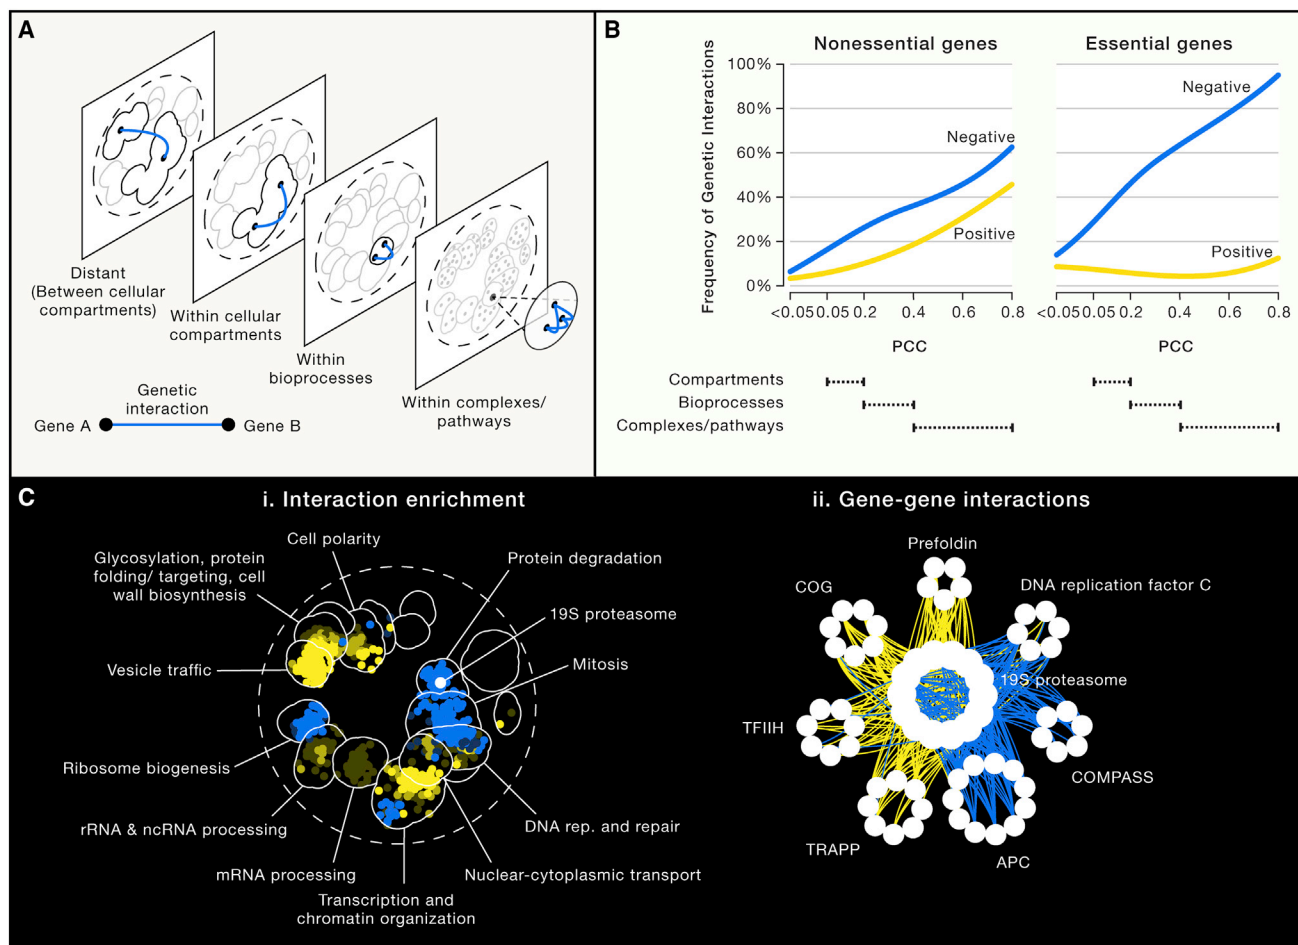 A
Distant
(Between cellular
compartments)
Within cellular
compartments
Within
bioprocesses
Within complexes/
pathways
Genetic
interaction
Gene A
Gene B
B
Nonessential genes
Essential genes
Frequency of Genetic Interactions
100%
80%
60%
40%
20%
0%
Negative
Positive
Negative
Positive
<0.05 0.05 0.2 0.4 0.6 0.8
<0.05 0.05 0.2 0.4 0.6 0.8
PCC
PCC
Compartments
Bioprocesses
Complexes/pathways
C
i. Interaction enrichment
Cell polarity
Glycosylation, protein
folding/ targeting, cell
wall biosynthesis
Protein degradation
19S proteasome
Mitosis
Vesicle traffic
Ribosome biogenesis
rRNA & ncRNA processing
mRNA processing
Transcription and
chromatin organization
Nuclear-cytoplasmic transport
DNA rep. and repair
ii. Gene-gene interactions
Prefoldin
COG
DNA replication factor C
19S proteasome
TFIIH
COMPASS
TRAPP
APC